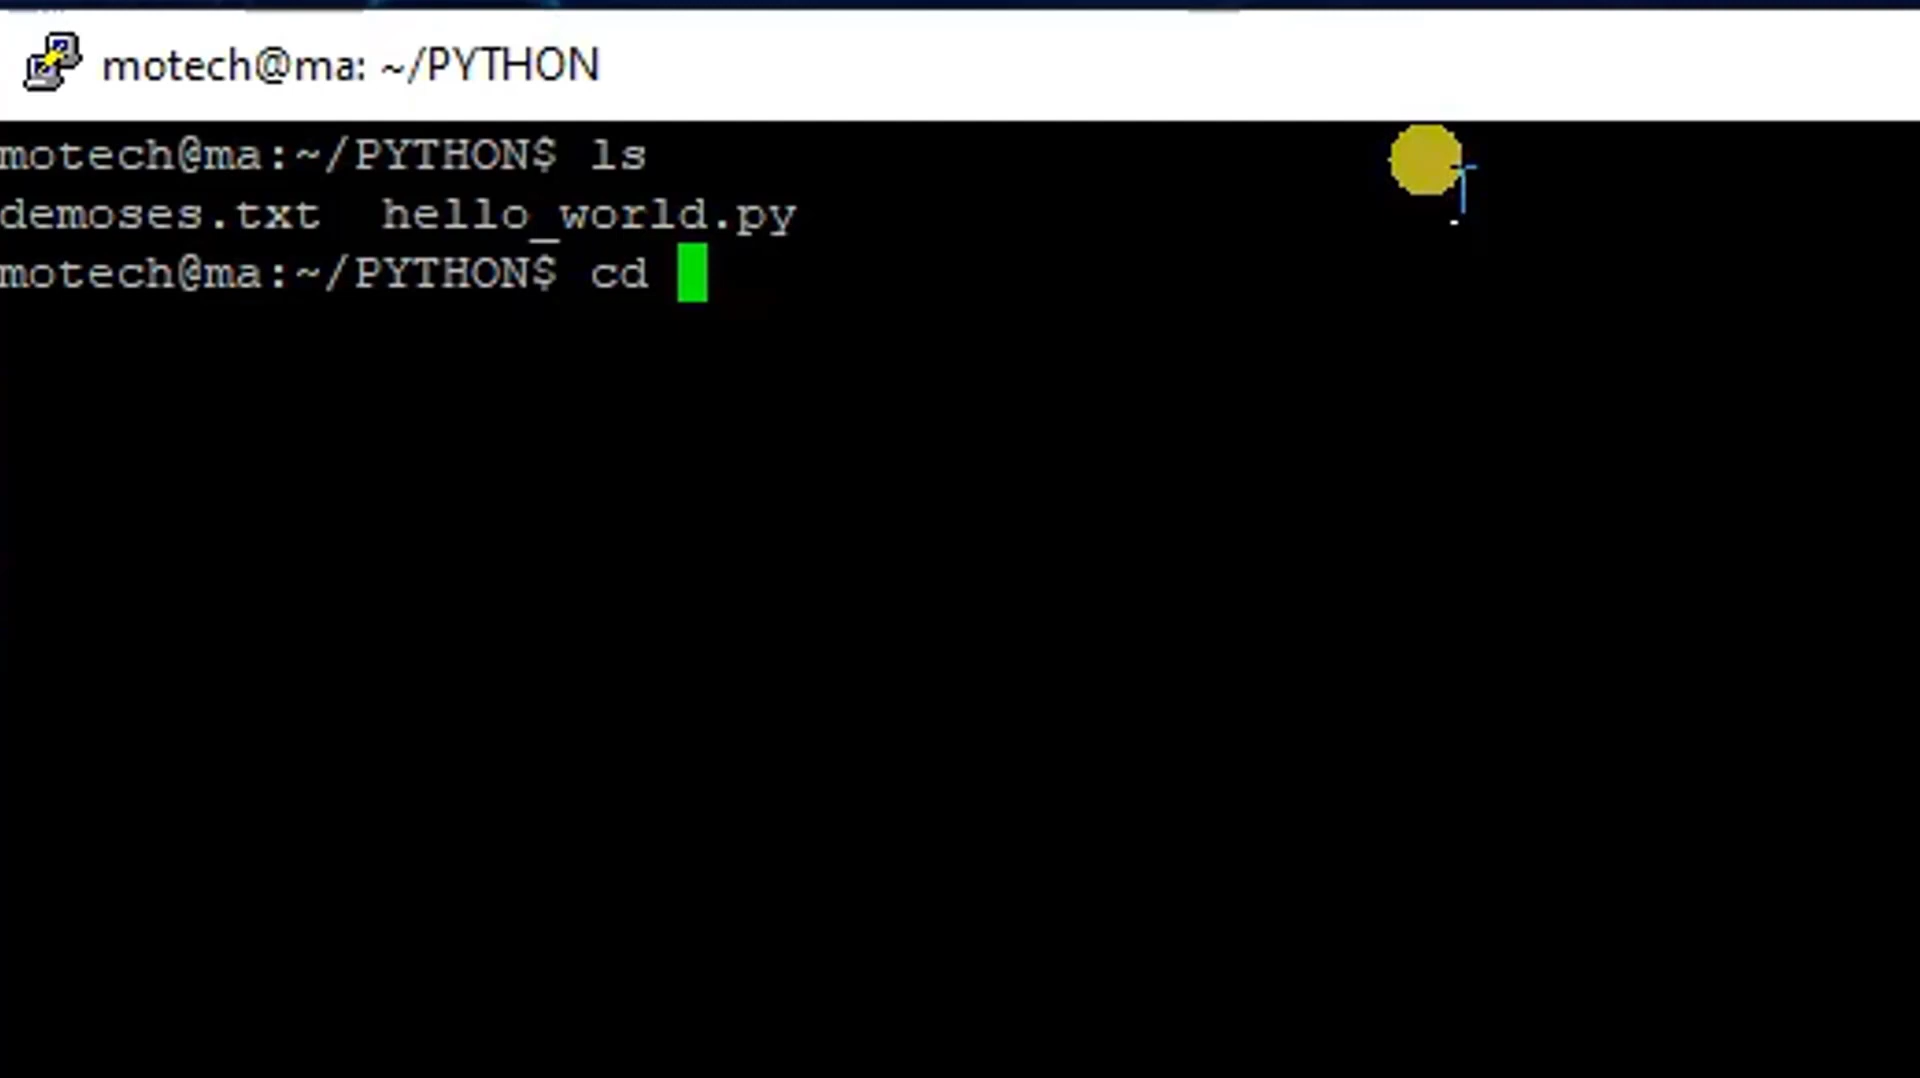 motech@ma: ~/PYTHON
motech@ma:~/PYTHON$ ls
demoses.txt  hello_world.py
motech@ma:~/PYTHON$ cd